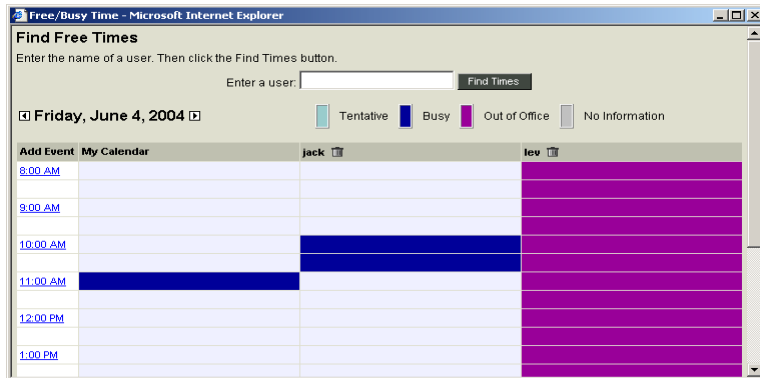 Free/Busy Time - Microsoft Internet Explorer
Find Free Times
Enter the name of a user. Then click the Find Times button.
Enter a user: Find Times
Friday, June 4, 2004 Tentative Busy Out of Office No Information
Add Event My Calendar jack lev
8:00 AM
9:00 AM
10:00 AM
11:00 AM
12:00 PM
1:00 PM